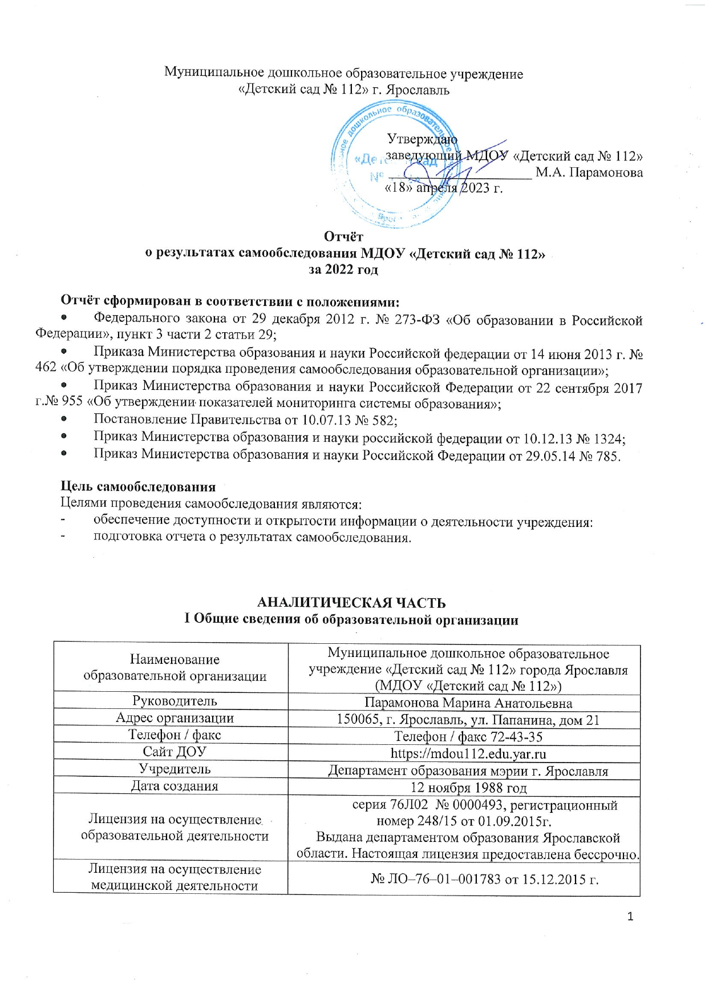 Муниципальное дошкольное образовательное учреждение
«Детский сад № 112» г. Ярославль
дошкольное образовательное
«Детский сад
№
Утверждаю
заведующий МДОУ «Детский сад № 112»
____________________ М.А. Парамонова
«18» апреля 2023 г.
Отчёт
о результатах самообследования МДОУ «Детский сад № 112»
за 2022 год
Отчёт сформирован в соответствии с положениями:
• Федерального закона от 29 декабря 2012 г. № 273-ФЗ «Об образовании в Российской
Федерации», пункт 3 части 2 статьи 29;
• Приказа Министерства образования и науки Российской федерации от 14 июня 2013 г. №
462 «Об утверждении порядка проведения самообследования образовательной организации»;
• Приказ Министерства образования и науки Российской Федерации от 22 сентября 2017
г.№ 955 «Об утверждении показателей мониторинга системы образования»;
• Постановление Правительства от 10.07.13 № 582;
• Приказ Министерства образования и науки российской федерации от 10.12.13 № 1324;
• Приказ Министерства образования и науки Российской Федерации от 29.05.14 № 785.
Цель самообследования
Целями проведения самообследования являются:
- обеспечение доступности и открытости информации о деятельности учреждения:
- подготовка отчета о результатах самообследования.
АНАЛИТИЧЕСКАЯ ЧАСТЬ
I Общие сведения об образовательной организации
Наименование
образовательной организации
Муниципальное дошкольное образовательное
учреждение «Детский сад № 112» города Ярославля
(МДОУ «Детский сад № 112»)
Руководитель
Парамонова Марина Анатольевна
Адрес организации
150065, г. Ярославль, ул. Папанина, дом 21
Телефон / факс
Телефон / факс 72-43-35
Сайт ДОУ
https://mdou112.edu.yar.ru
Учредитель
Департамент образования мэрии г. Ярославля
Дата создания
12 ноября 1988 год
Лицензия на осуществление
образовательной деятельности
серия 76Л02 № 0000493, регистрационный
номер 248/15 от 01.09.2015г.
Выдана департаментом образования Ярославской
области. Настоящая лицензия предоставлена бессрочно.
Лицензия на осуществление
медицинской деятельности
№ ЛО–76–01–001783 от 15.12.2015 г.
1